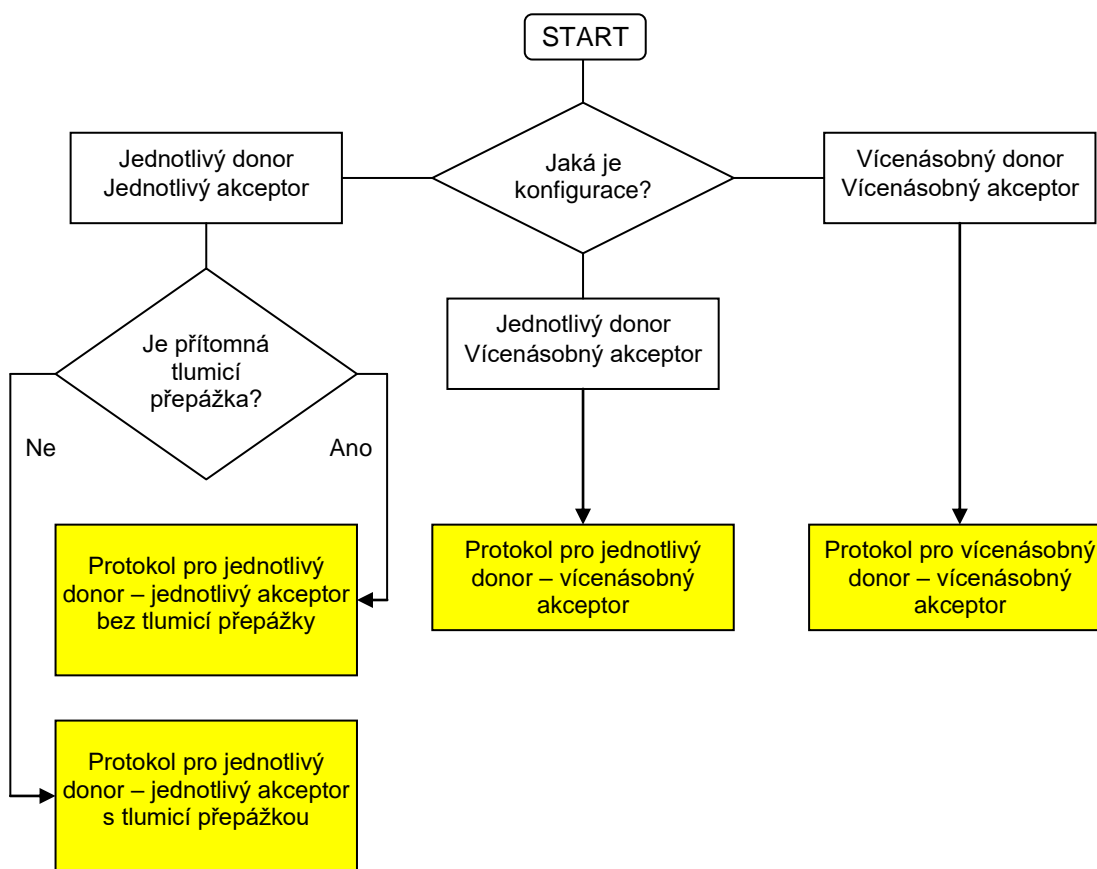 START
Jednotlivý donor
Jednotlivý akceptor
Jaká je
konfigurace?
Vícenásobný donor
Vícenásobný akceptor
Jednotlivý donor
Vícenásobný akceptor
Je přítomná
tlumicí
přepážka?
Ne
Ano
Protokol pro jednotlivý
donor – jednotlivý akceptor
bez tlumicí přepážky
Protokol pro jednotlivý
donor – vícenásobný
akceptor
Protokol pro vícenásobný
donor – vícenásobný
akceptor
Protokol pro jednotlivý
donor – jednotlivý akceptor
s tlumicí přepážkou